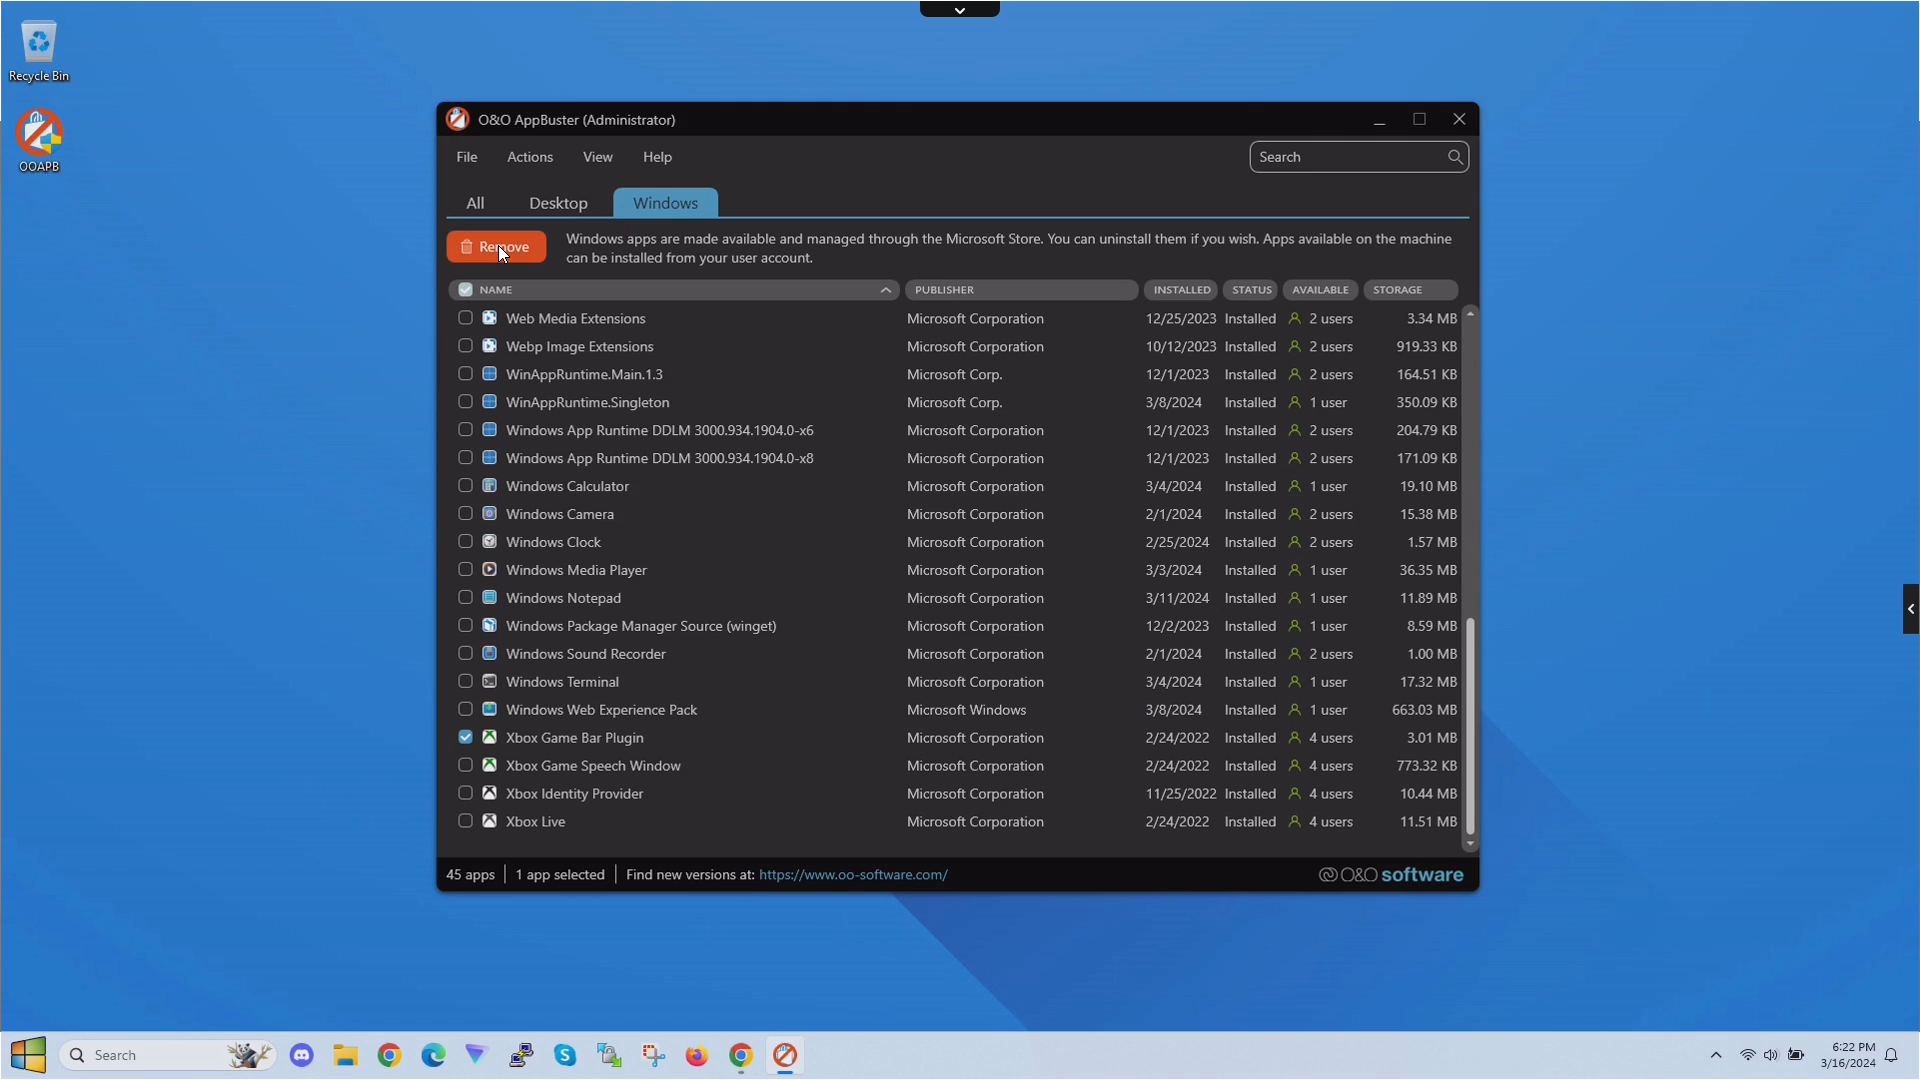 Recycle Bin
OOAPB
O&O AppBuster (Administrator)
File Actions View Help Search
All Desktop Windows
Remove
Windows apps are made available and managed through the Microsoft Store. You can uninstall them if you wish. Apps available on the machine
can be installed from your user account.
NAME PUBLISHER INSTALLED STATUS AVAILABLE STORAGE
Web Media Extensions Microsoft Corporation 12/25/2023 Installed 2 users 3.34 MB
Webp Image Extensions Microsoft Corporation 10/12/2023 Installed 2 users 919.33 KB
WinAppRuntime.Main.1.3 Microsoft Corp. 12/1/2023 Installed 2 users 164.51 KB
WinAppRuntime.Singleton Microsoft Corp. 3/8/2024 Installed 1 user 350.09 KB
Windows App Runtime DDLM 3000.934.1904.0-x6 Microsoft Corporation 12/1/2023 Installed 2 users 204.79 KB
Windows App Runtime DDLM 3000.934.1904.0-x8 Microsoft Corporation 12/1/2023 Installed 2 users 171.09 KB
Windows Calculator Microsoft Corporation 3/4/2024 Installed 1 user 19.10 MB
Windows Camera Microsoft Corporation 2/1/2024 Installed 2 users 15.38 MB
Windows Clock Microsoft Corporation 2/25/2024 Installed 2 users 1.57 MB
Windows Media Player Microsoft Corporation 3/3/2024 Installed 1 user 36.35 MB
Windows Notepad Microsoft Corporation 3/11/2024 Installed 1 user 11.89 MB
Windows Package Manager Source (winget) Microsoft Corporation 12/2/2023 Installed 1 user 8.59 MB
Windows Sound Recorder Microsoft Corporation 2/1/2024 Installed 2 users 1.00 MB
Windows Terminal Microsoft Corporation 3/4/2024 Installed 1 user 17.32 MB
Windows Web Experience Pack Microsoft Windows 3/8/2024 Installed 1 user 663.03 MB
Xbox Game Bar Plugin Microsoft Corporation 2/24/2022 Installed 4 users 3.01 MB
Xbox Game Speech Window Microsoft Corporation 2/24/2022 Installed 4 users 773.32 KB
Xbox Identity Provider Microsoft Corporation 11/25/2022 Installed 4 users 10.44 MB
Xbox Live Microsoft Corporation 2/24/2022 Installed 4 users 11.51 MB
45 apps 1 app selected Find new versions at: https://www.oo-software.com/ O&O software
Search
6:22 PM
3/16/2024